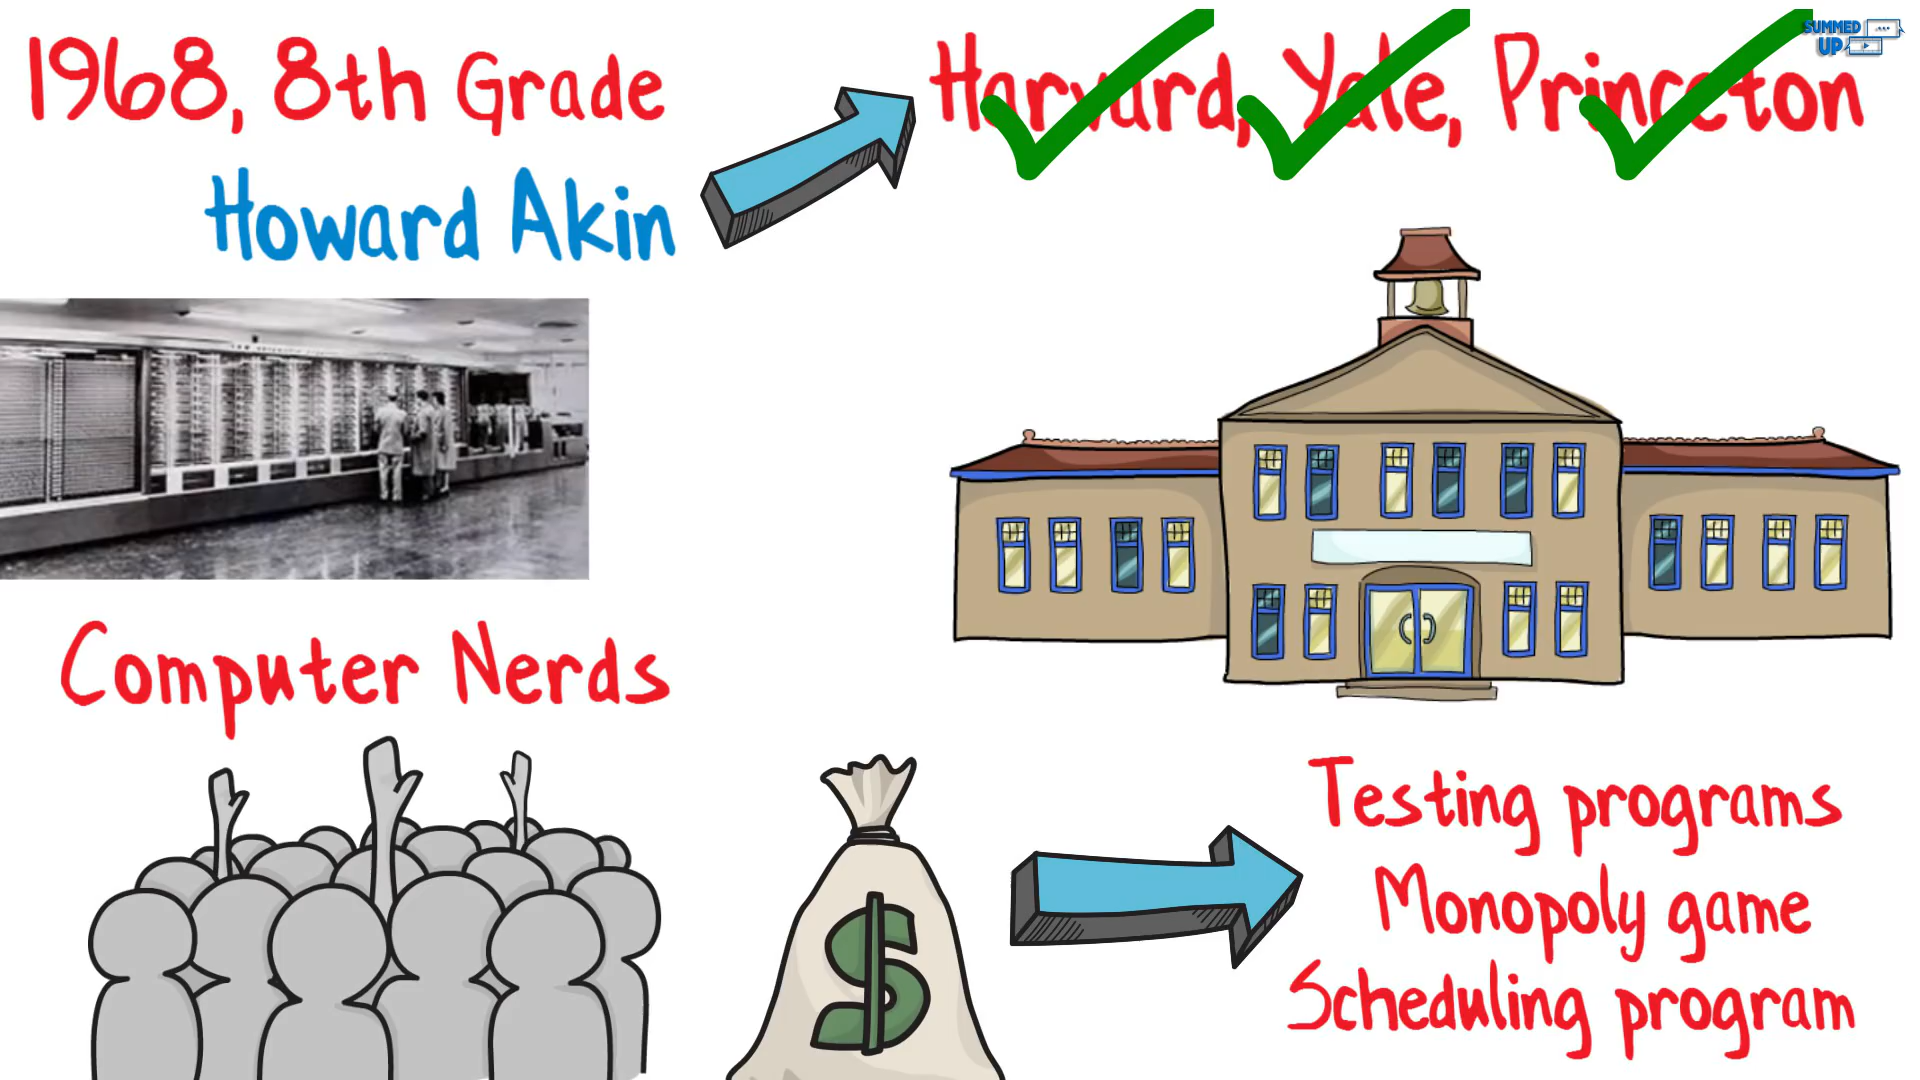 1968, 8th Grade
Howard Akin
Harvard, Yale, Princeton
SUMMED
UP
Computer Nerds
$
Testing programs
Monopoly game
Scheduling program